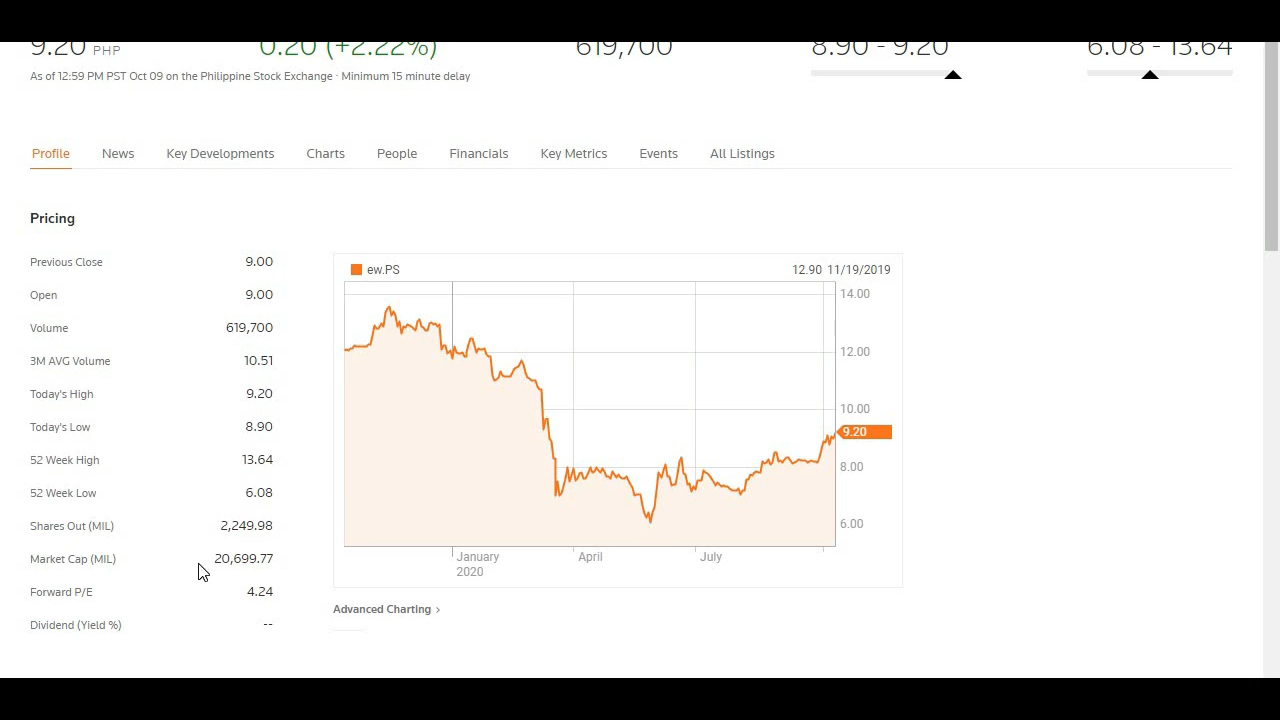 9.20 PHP 0.20 (+2.22%) 619,700 8.90 - 9.20 6.08 - 13.64
As of 12:59 PM PST Oct 09 on the Philippine Stock Exchange · Minimum 15 minute delay
Profile News Key Developments Charts People Financials Key Metrics Events All Listings
Pricing
Previous Close 9.00
Open 9.00
Volume 619,700
3M AVG Volume 10.51
Today's High 9.20
Today's Low 8.90
52 Week High 13.64
52 Week Low 6.08
Shares Out (MIL) 2,249.98
Market Cap (MIL) 20,699.77
Forward P/E 4.24
Dividend (Yield %) --
ew.PS 12.90 11/19/2019
14.00
12.00
10.00
9.20
8.00
6.00
January April July
2020
Advanced Charting >